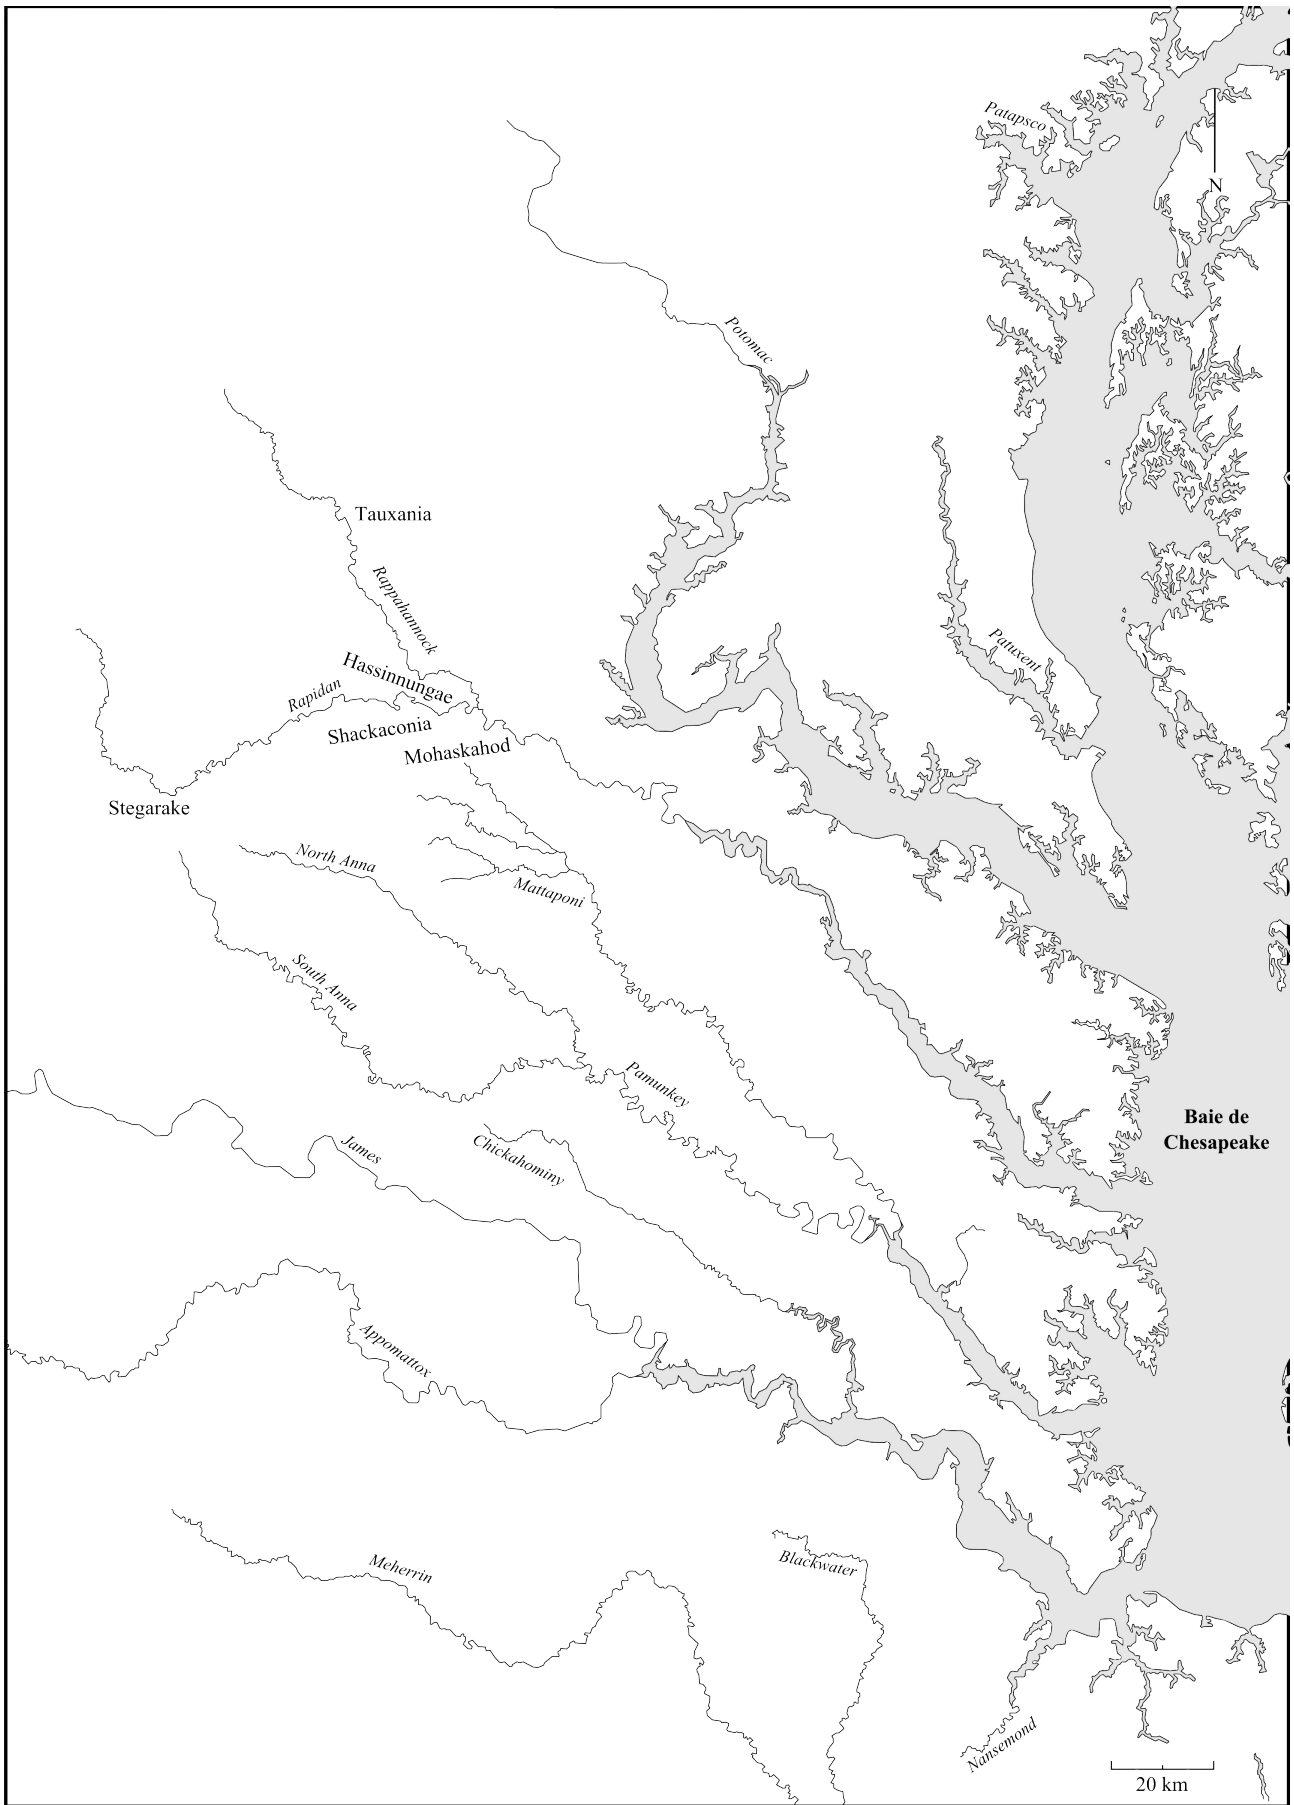 Patapsco
N
Potomac
Tauxania
Rappahannock
Patuxent
Hassinnungae
Rapidan
Shackaconia
Mohaskahod
Stegarake
North Anna
Mattaponi
South Anna
Pamunkey
Baie de
Chesapeake
James
Chickahominy
Appomattox
Meherrin
Blackwater
Nansemond
20 km